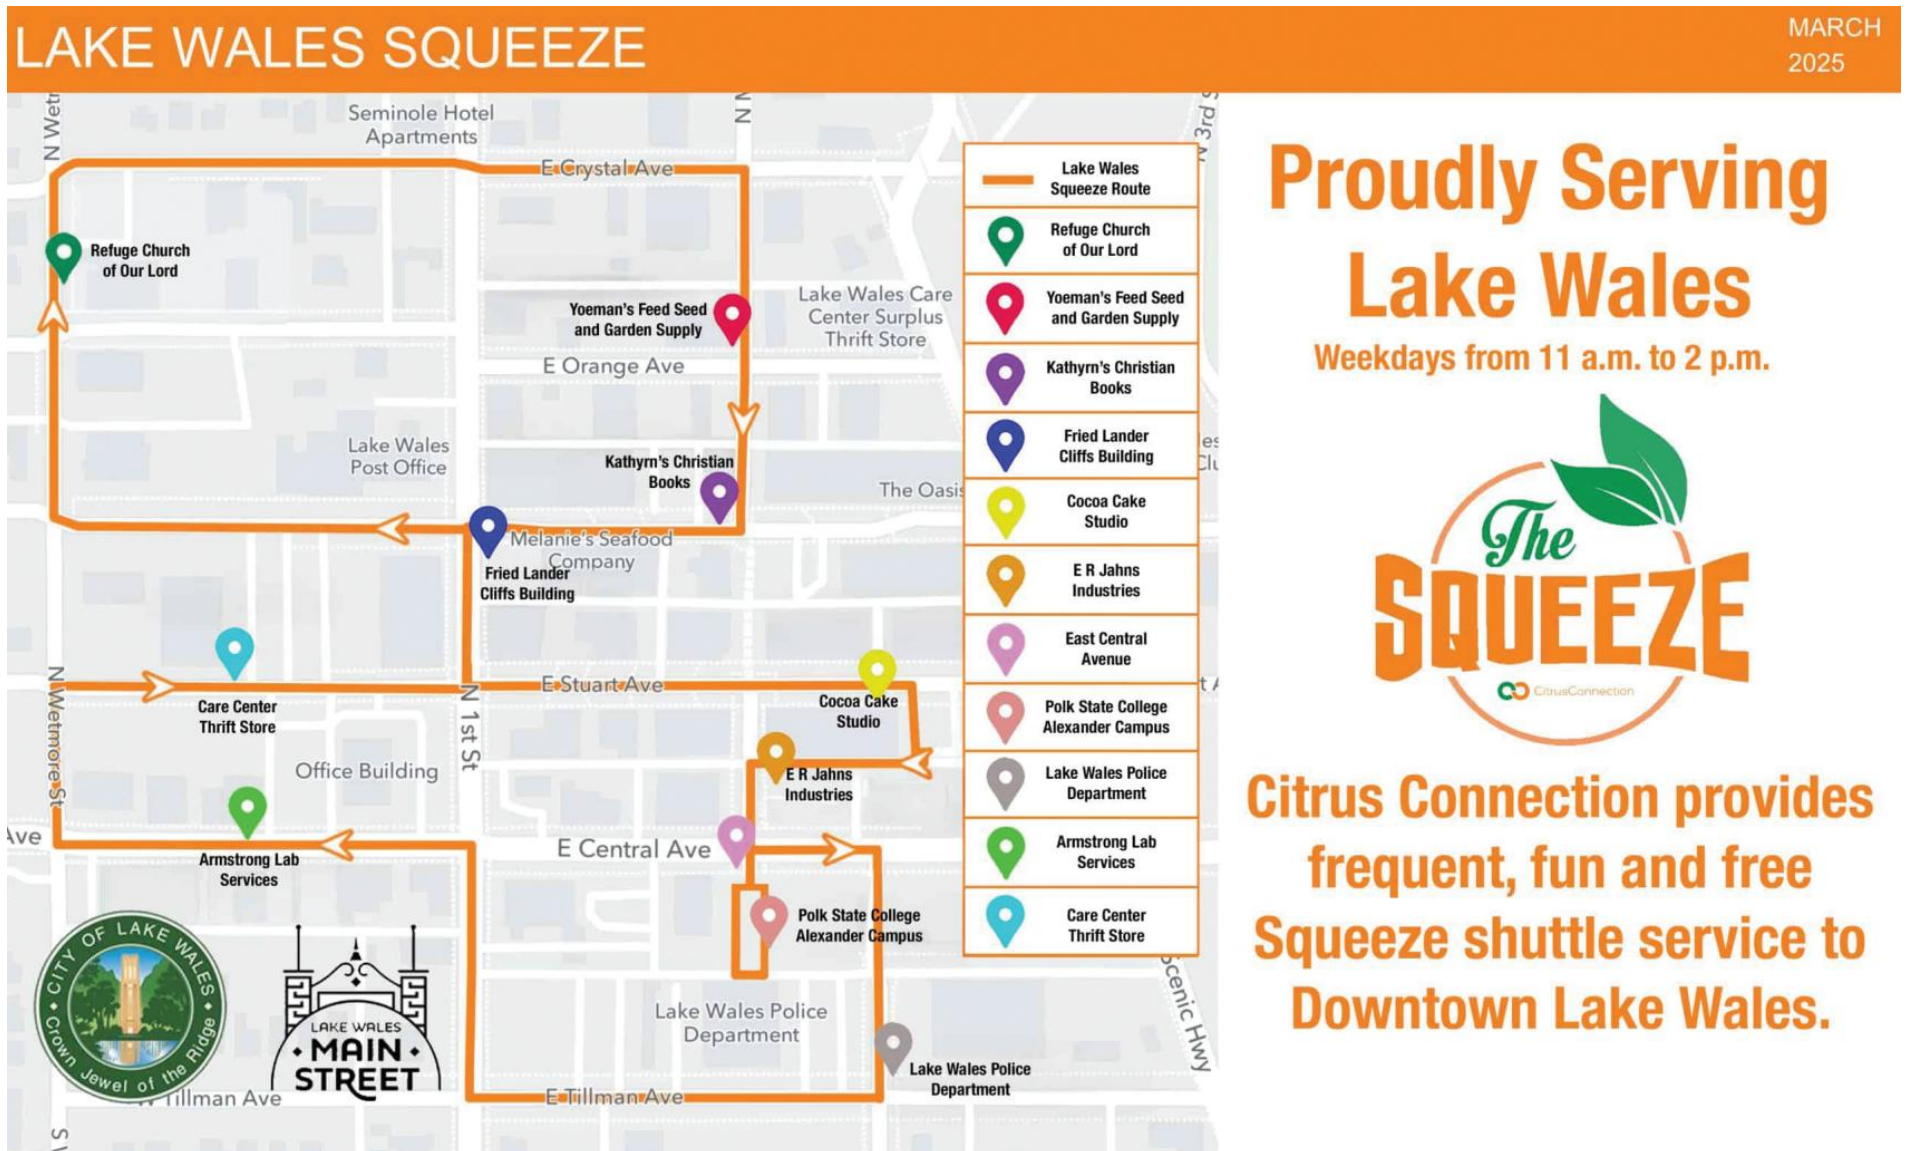 LAKE WALES SQUEEZE
MARCH
2025
N Wetr
Seminole Hotel
Apartments
E Crystal Ave
Refuge Church
of Our Lord
Yoeman's Feed Seed
and Garden Supply
Lake Wales Care
Center Surplus
Thrift Store
E Orange Ave
Lake Wales
Post Office
Kathyrn's Christian
Books
The Oasis
Melanie's Seafood
Company
Fried Lander
Cliffs Building
N Wetmore St
Care Center
Thrift Store
N 1st St
E Stuart Ave
Cocoa Cake
Studio
Office Building
E R Jahns
Industries
Ave
Armstrong Lab
Services
E Central Ave
Polk State College
Alexander Campus
Lake Wales Police
Department
Lake Wales Police
Department
E Tillman Ave
W Tillman Ave
Scenic Hwy
N 3rd S
CITY OF LAKE WALES
Crown Jewel of the Ridge
LAKE WALES
MAIN
STREET
Lake Wales
Squeeze Route
Refuge Church
of Our Lord
Yoeman's Feed Seed
and Garden Supply
Kathyrn's Christian
Books
Fried Lander
Cliffs Building
Cocoa Cake
Studio
E R Jahns
Industries
East Central
Avenue
Polk State College
Alexander Campus
Lake Wales Police
Department
Armstrong Lab
Services
Care Center
Thrift Store
Proudly Serving
Lake Wales
Weekdays from 11 a.m. to 2 p.m.
The
SQUEEZE
CitrusConnection
Citrus Connection provides
frequent, fun and free
Squeeze shuttle service to
Downtown Lake Wales.